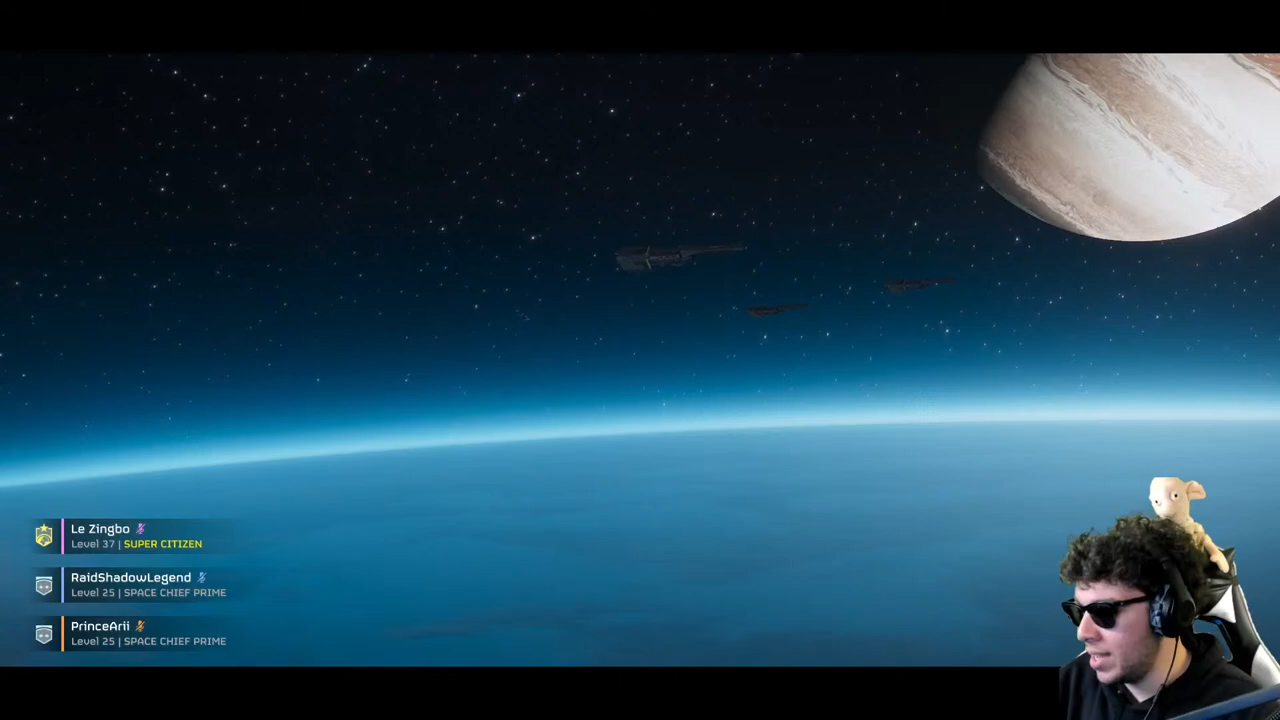 Le Zingbo
Level 37 | SUPER CITIZEN
RaidShadowLegend
Level 25 | SPACE CHIEF PRIME
PrinceArii
Level 25 | SPACE CHIEF PRIME